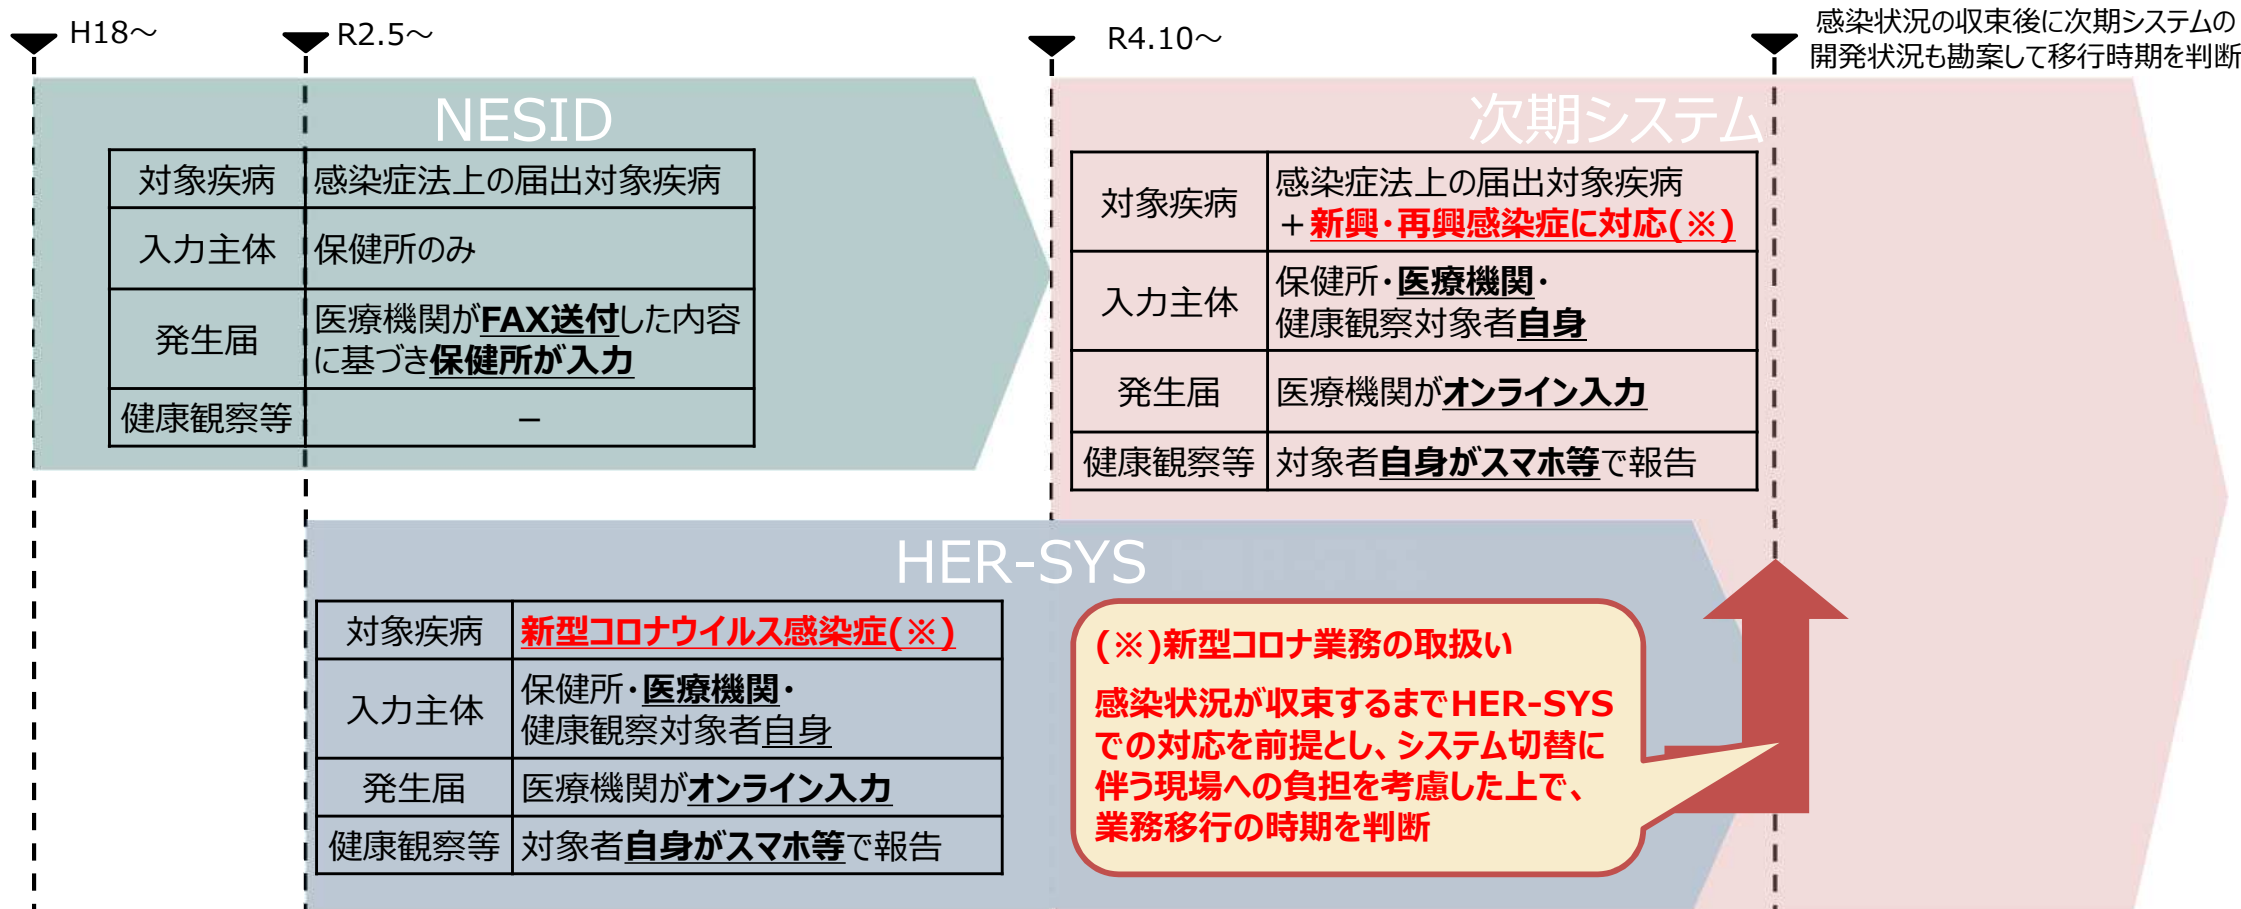 H18～
R2.5～
R4.10～
感染状況の収束後に次期システムの
開発状況も勘案して移行時期を判断
NESID
対象疾病 感染症法上の届出対象疾病
入力主体 保健所のみ
発生届 医療機関がFAX送付した内容
に基づき保健所が入力
健康観察等 －
次期システム
対象疾病 感染症法上の届出対象疾病
＋新興・再興感染症に対応(※)
入力主体 保健所・医療機関・
健康観察対象者自身
発生届 医療機関がオンライン入力
健康観察等 対象者自身がスマホ等で報告
HER-SYS
対象疾病 新型コロナウイルス感染症(※)
入力主体 保健所・医療機関・
健康観察対象者自身
発生届 医療機関がオンライン入力
健康観察等 対象者自身がスマホ等で報告
(※)新型コロナ業務の取扱い
感染状況が収束するまでHER-SYS
での対応を前提とし、システム切替に
伴う現場への負担を考慮した上で、
業務移行の時期を判断